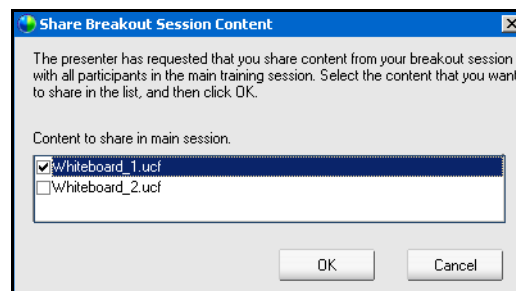 Share Breakout Session Content
The presenter has requested that you share content from your breakout session
with all participants in the main training session. Select the content that you want
to share in the list, and then click OK.
Content to share in main session.
Whiteboard_1.ucf
Whiteboard_2.ucf
OK
Cancel